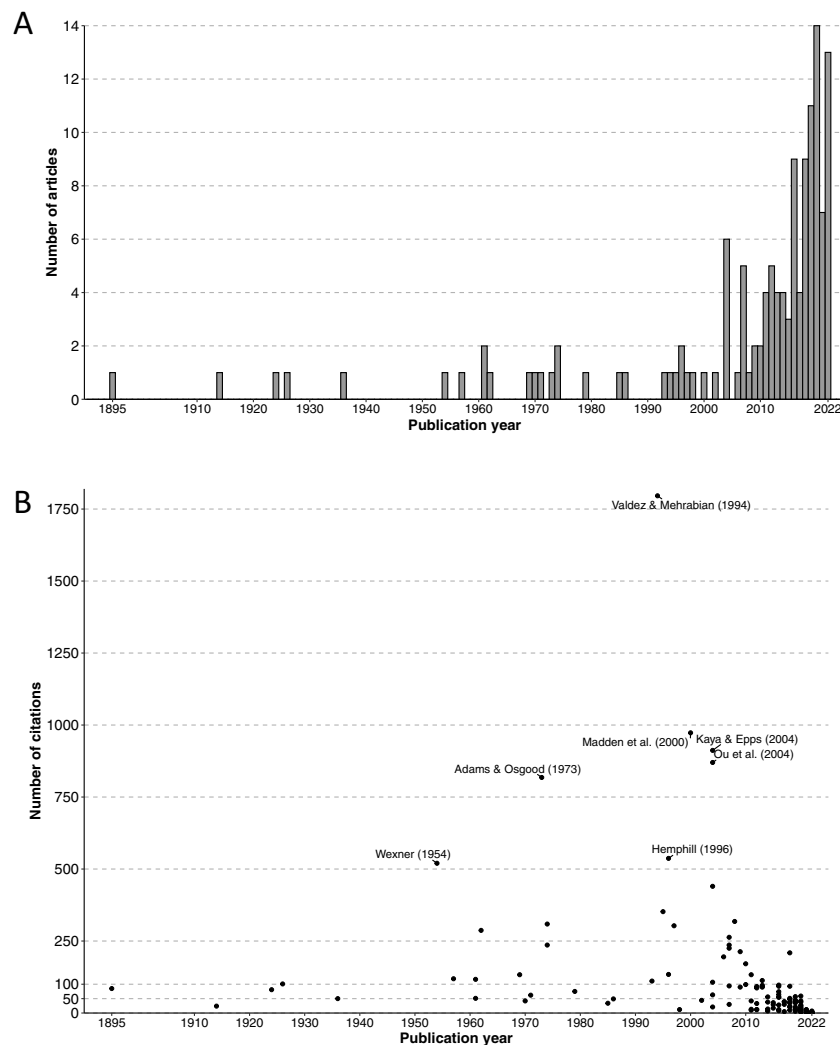 A
14
12
10
8
6
4
2
0
Number of articles
1895 1910 1920 1930 1940 1950 1960 1970 1980 1990 2000 2010 2022
Publication year
B
1750
1500
1250
1000
750
500
250
100
50
0
Number of citations
Valdez & Mehrabian (1994)
Madden et al. (2000)
Kaya & Epps (2004)
Ou et al. (2004)
Adams & Osgood (1973)
Wexner (1954)
Hemphill (1996)
1895 1910 1920 1930 1940 1950 1960 1970 1980 1990 2000 2010 2022
Publication year